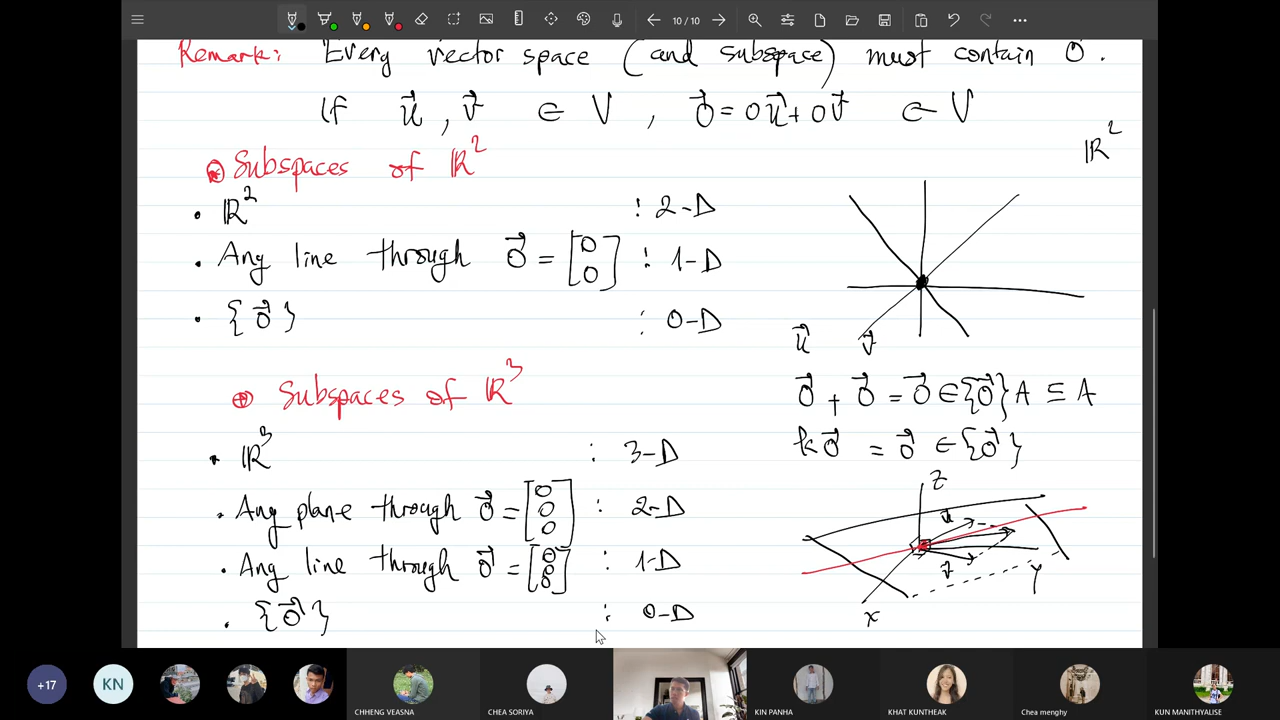 10 / 10
Remark: Every vector space (and subspace) must contain 0⃗ .
If u⃗ , v⃗ ∈ V , 0⃗ = 0u⃗ + 0v⃗ ∈ V
ℝ²
Subspaces of ℝ²
• ℝ² : 2-D
• Any line through 0⃗ = [0 0] : 1-D
• {0⃗} : 0-D
u⃗ v⃗
⊕ Subspaces of ℝ³
0⃗ + 0⃗ = 0⃗ ∈ {0⃗} A ⊆ A
k0⃗ = 0⃗ ∈ {0⃗}
• ℝ³ : 3-D
Z
• Any plane through 0⃗ = [0 0 0] : 2-D
u⃗
• Any line through 0⃗ = [0 0 0] : 1-D
v⃗ Y
• {0⃗} : 0-D
X
+17
KN
CHHENG VEASNA
CHEA SORIYA
KIN PANHA
KHAT KUNTHEAK
Chea menghy
KUN MANITHYALISE